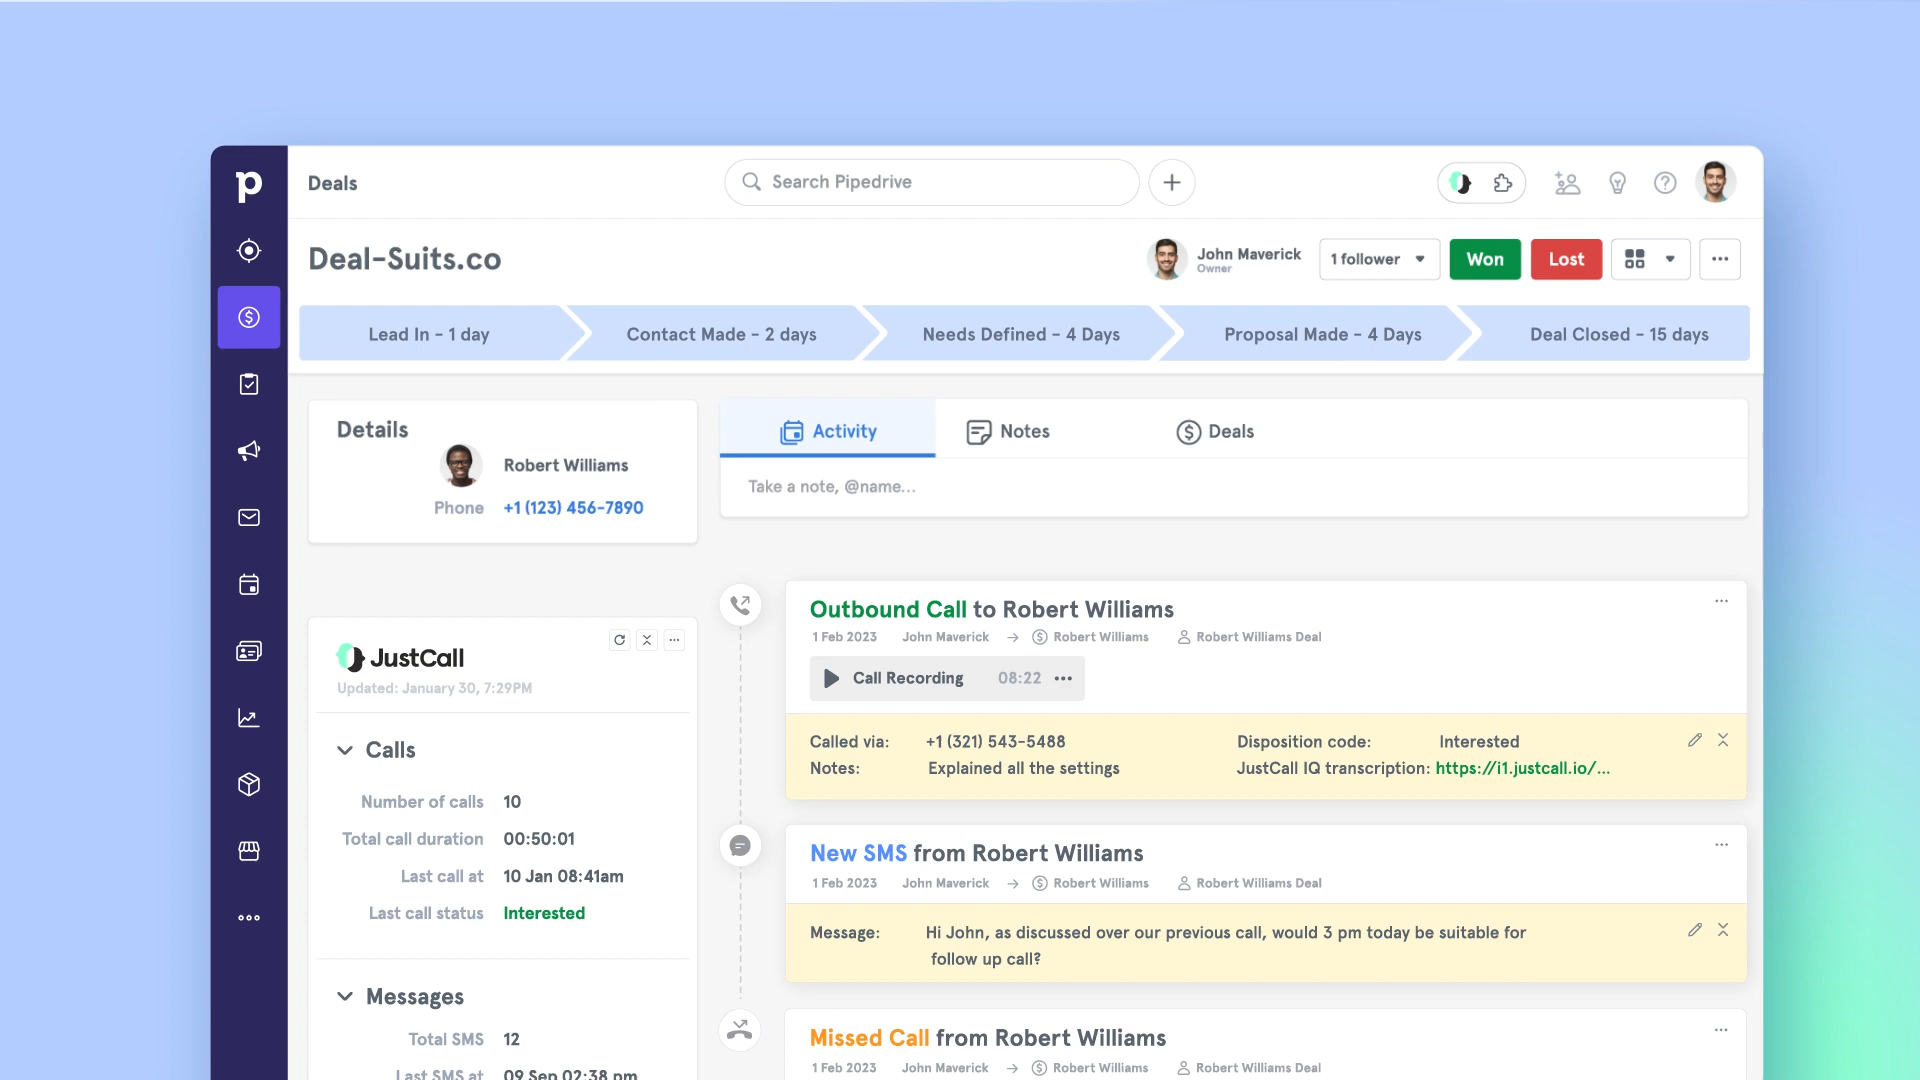 p
Deals
Search Pipedrive
Deal-Suits.co
John Maverick
Owner
1 follower
Won
Lost
Lead In - 1 day
Contact Made - 2 days
Needs Defined - 4 Days
Proposal Made - 4 Days
Deal Closed - 15 days
Details
Robert Williams
Phone +1 (123) 456-7890
JustCall
Updated: January 30, 7:29PM
Calls
Number of calls 10
Total call duration 00:50:01
Last call at 10 Jan 08:41am
Last call status Interested
Messages
Total SMS 12
Last SMS at 09 Sep 02:38 pm
Activity
Notes
Deals
Take a note, @name...
Outbound Call to Robert Williams
1 Feb 2023 John Maverick → Robert Williams Robert Williams Deal
Call Recording 08:22
Called via: +1 (321) 543-5488 Disposition code: Interested
Notes: Explained all the settings JustCall IQ transcription: https://i1.justcall.io/...
New SMS from Robert Williams
1 Feb 2023 John Maverick → Robert Williams Robert Williams Deal
Message: Hi John, as discussed over our previous call, would 3 pm today be suitable for
follow up call?
Missed Call from Robert Williams
1 Feb 2023 John Maverick → Robert Williams Robert Williams Deal